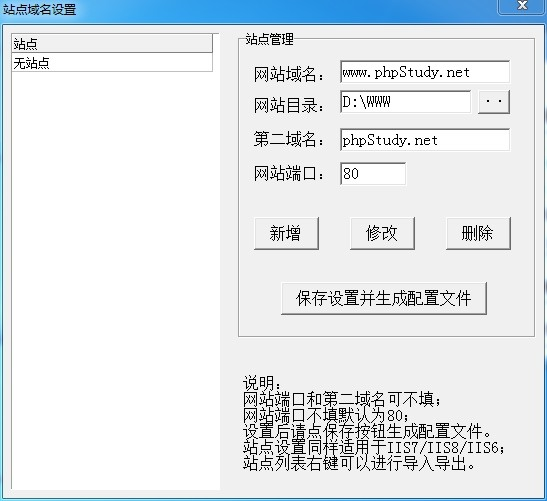 站点域名设置
站点
无站点
站点管理
网站域名: www.phpStudy.net
网站目录: D:\WWW ..
第二域名: phpStudy.net
网站端口: 80
新增 修改 删除
保存设置并生成配置文件
说明:
网站端口和第二域名可不填;
网站端口不填默认为80;
设置后请点保存按钮生成配置文件。
站点设置同样适用于IIS7/IIS8/IIS6;
站点列表右键可以进行导入导出。